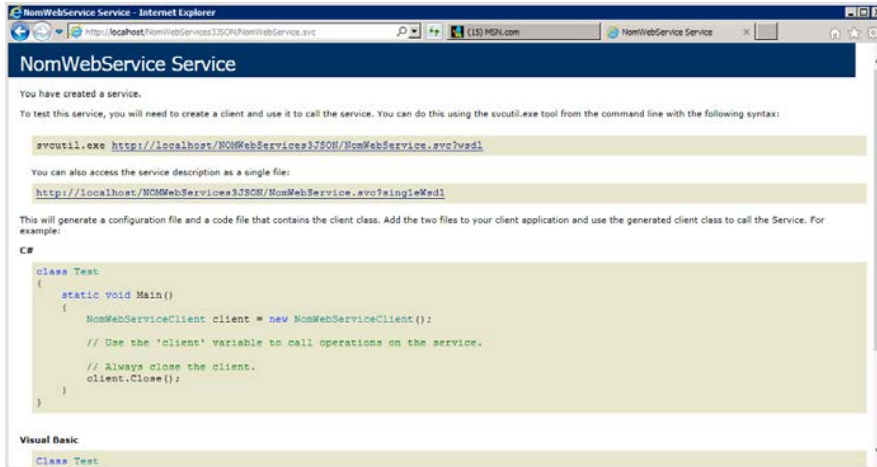 NomWebService Service - Internet Explorer
http://localhost/NomWebServices3JSON/NomWebService.svc
(15) MSN.com
NomWebService Service
NomWebService Service
You have created a service.
To test this service, you will need to create a client and use it to call the service. You can do this using the svcutil.exe tool from the command line with the following syntax:
svcutil.exe http://localhost/NOMWebServices3JSON/NomWebService.svc?wsdl
You can also access the service description as a single file:
http://localhost/NOMWebServices3JSON/NomWebService.svc?singleWsdl
This will generate a configuration file and a code file that contains the client class. Add the two files to your client application and use the generated client class to call the Service. For
example:
C#
class Test
{
static void Main()
{
NomWebServiceClient client = new NomWebServiceClient();
// Use the 'client' variable to call operations on the service.
// Always close the client.
client.Close();
}
}
Visual Basic
Class Test